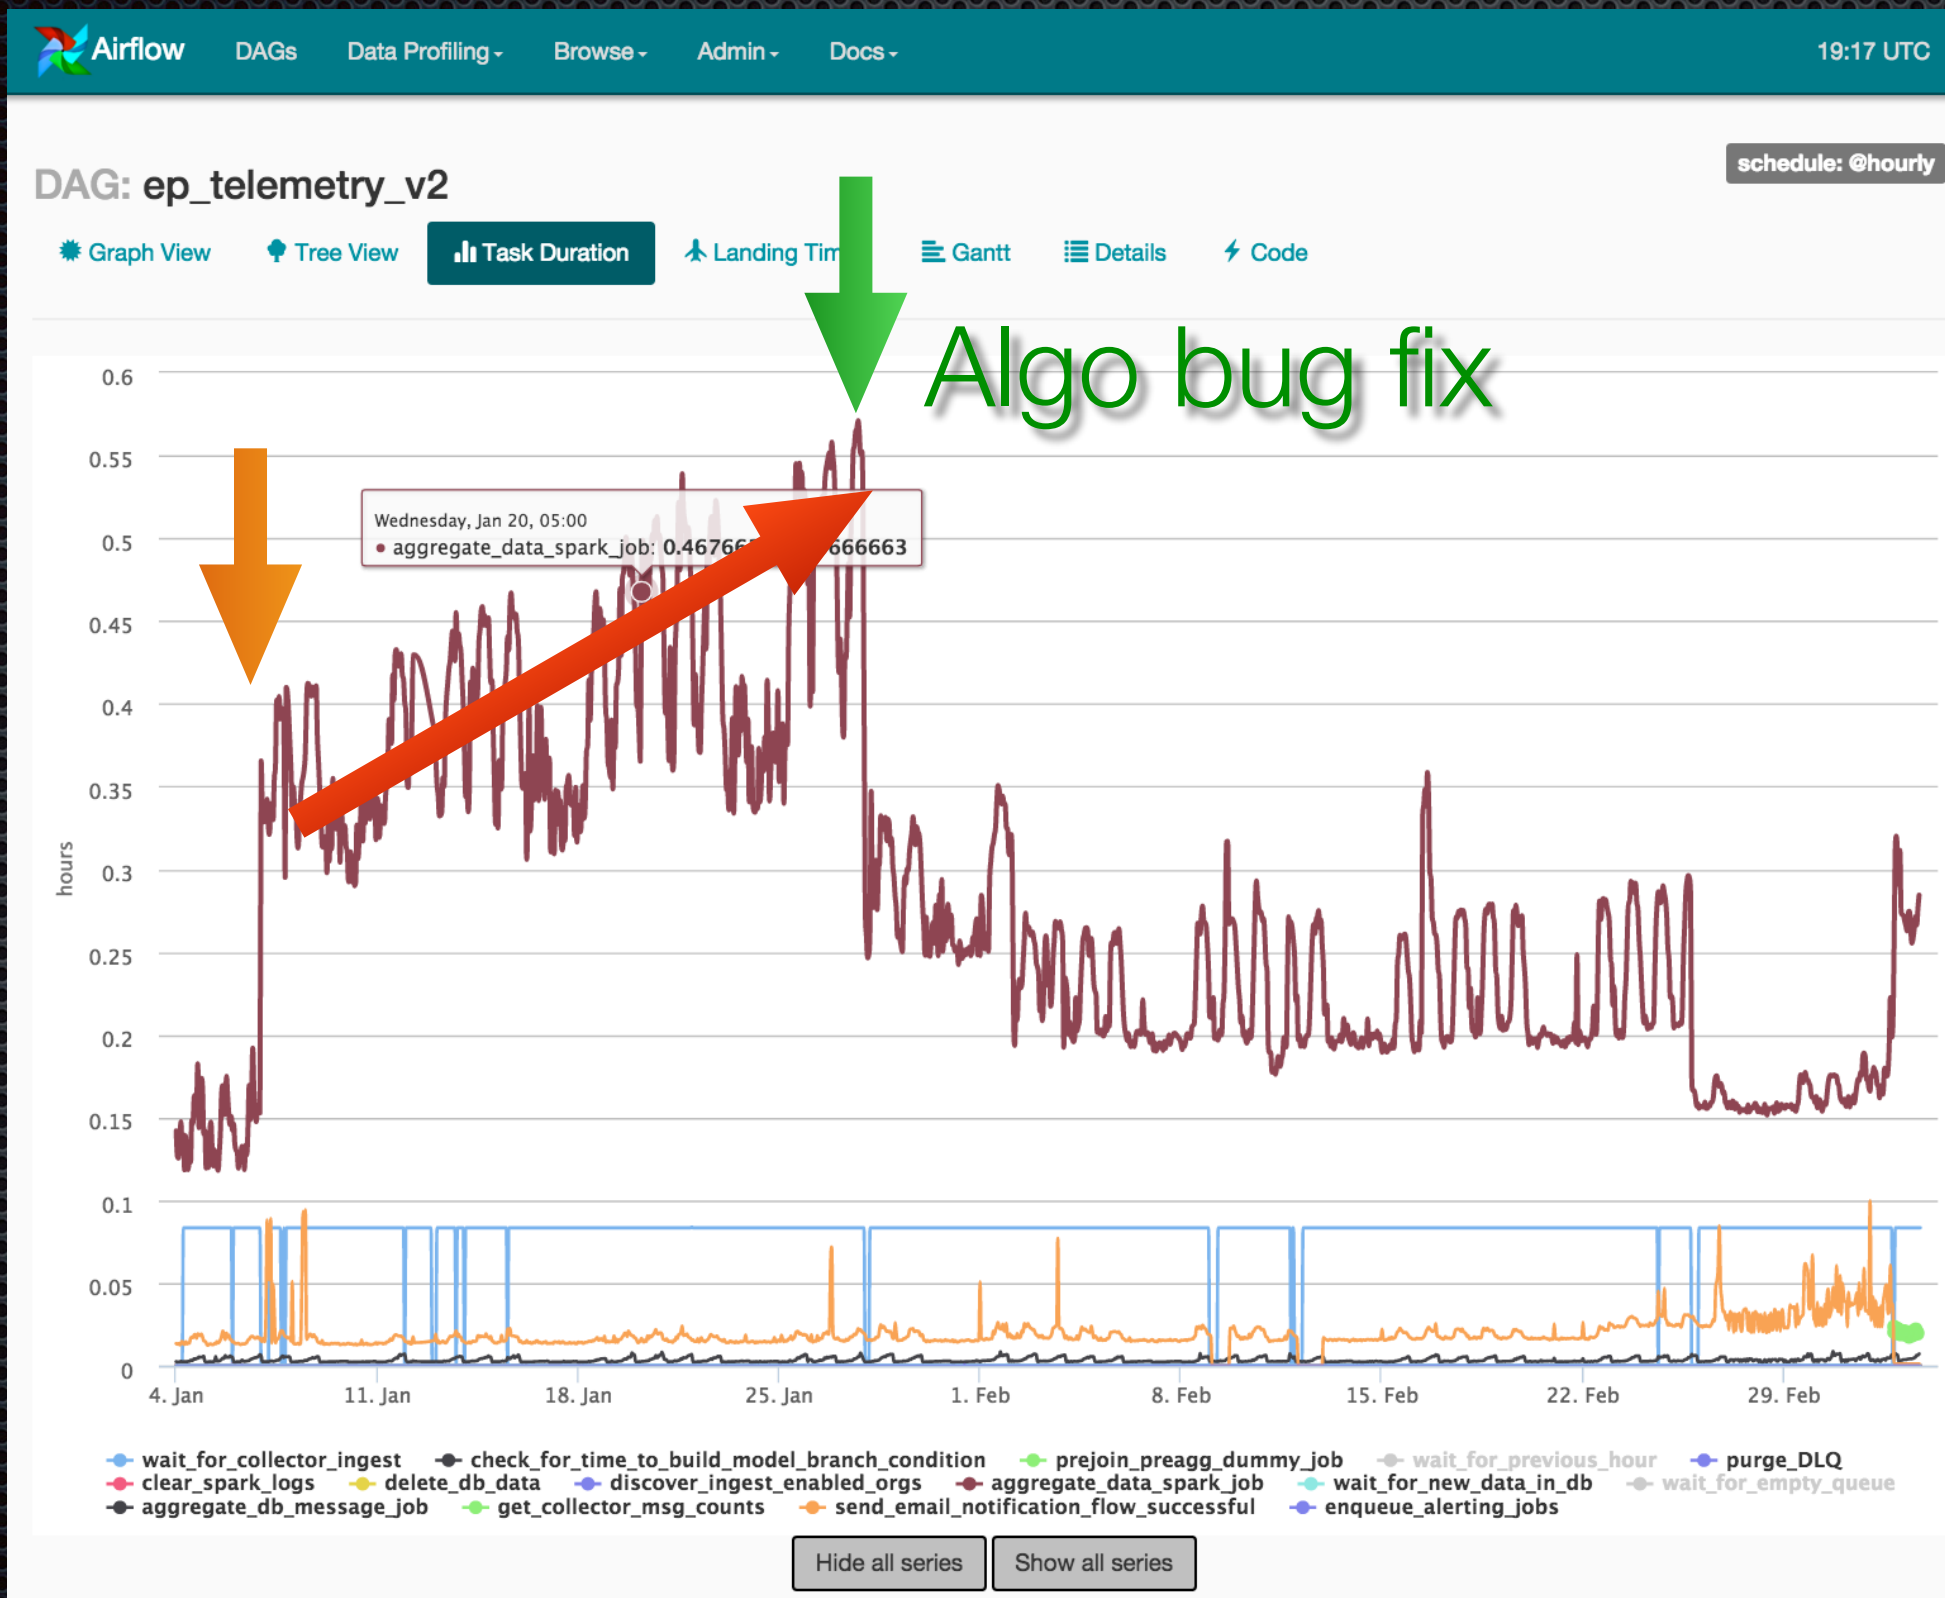 Airflow DAGs Data Profiling Browse Admin Docs 19:17 UTC
schedule: @hourly
DAG: ep_telemetry_v2
Graph View Tree View Task Duration Landing Tim Gantt Details Code
Algo bug fix
0.6
0.55
Wednesday, Jan 20, 05:00
aggregate_data_spark_job: 0.46766 666663
0.5
0.45
0.4
0.35
hours
0.3
0.25
0.2
0.15
0.1
0.05
0
4. Jan 11. Jan 18. Jan 25. Jan 1. Feb 8. Feb 15. Feb 22. Feb 29. Feb
wait_for_collector_ingest check_for_time_to_build_model_branch_condition prejoin_preagg_dummy_job wait_for_previous_hour purge_DLQ
clear_spark_logs delete_db_data discover_ingest_enabled_orgs aggregate_data_spark_job wait_for_new_data_in_db wait_for_empty_queue
aggregate_db_message_job get_collector_msg_counts send_email_notification_flow_successful enqueue_alerting_jobs
Hide all series Show all series